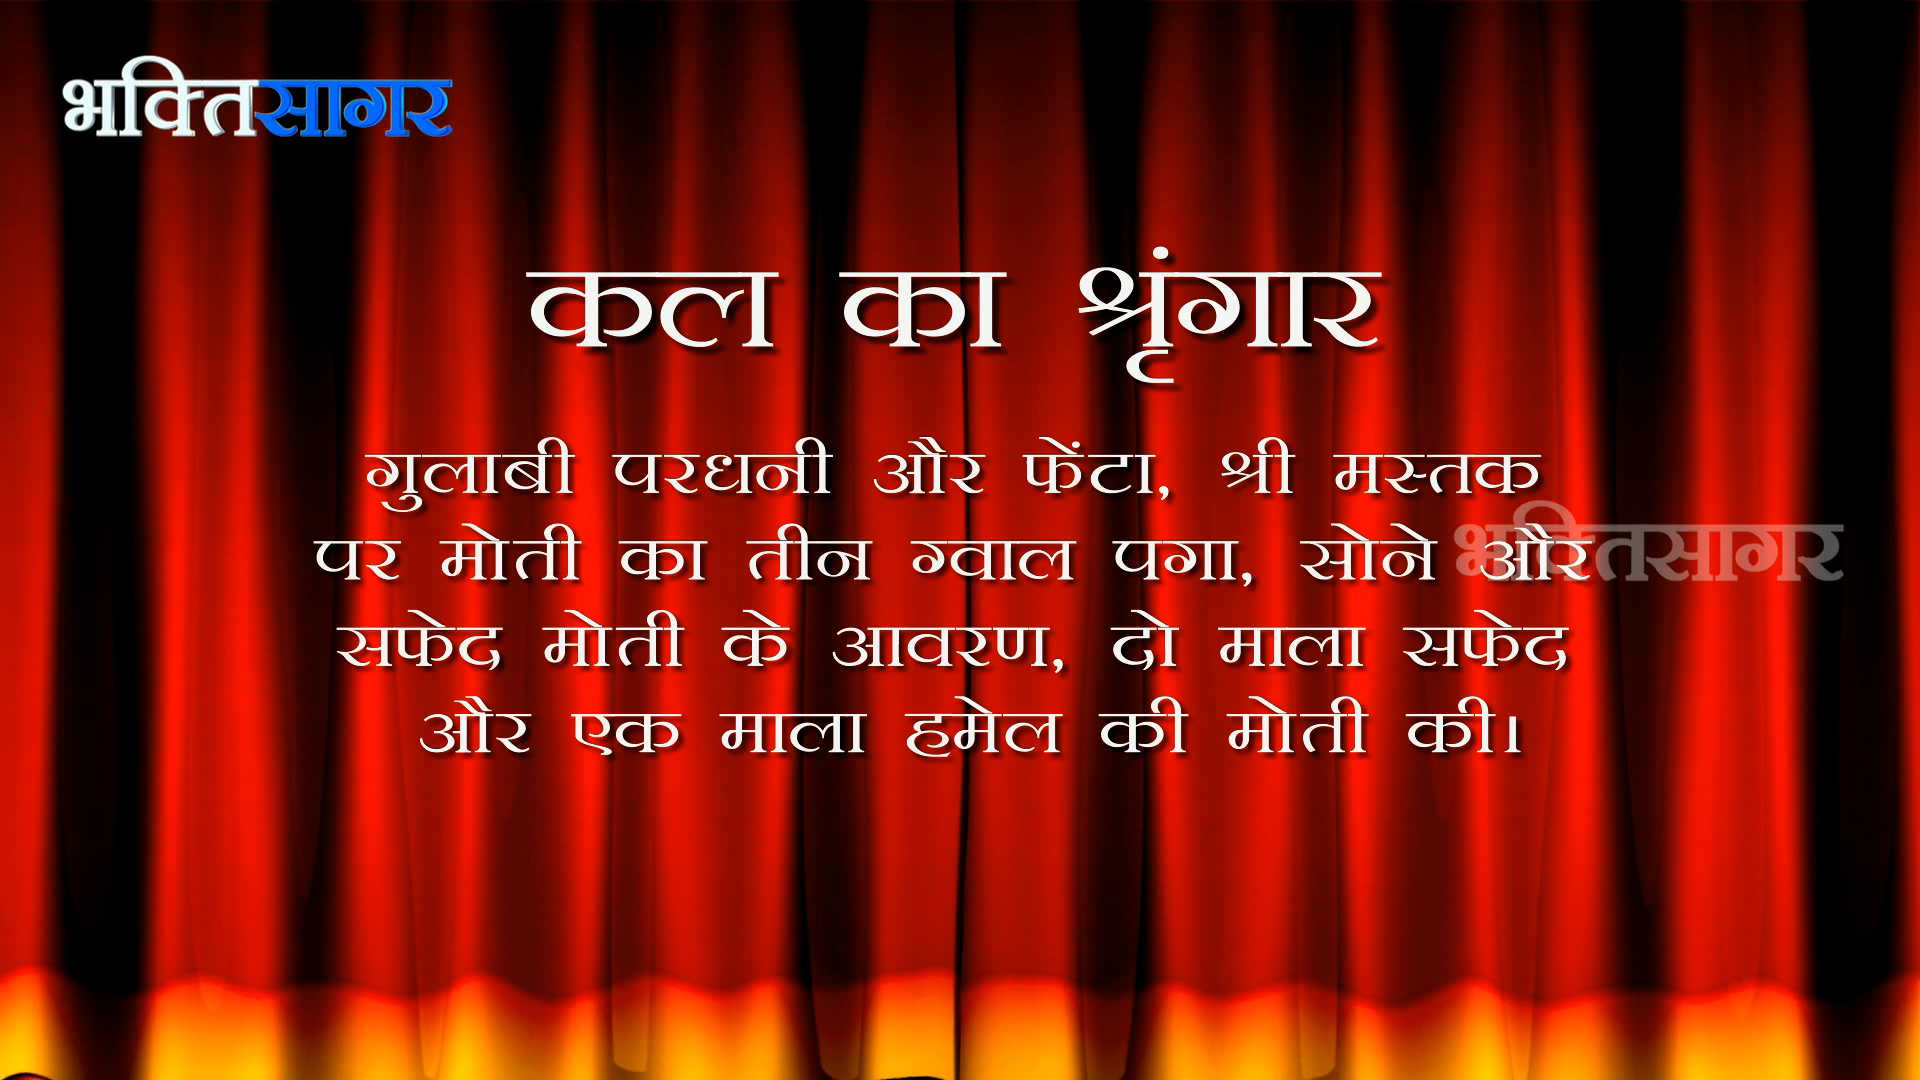 भक्तिसागर
कल का श्रृंगार
गुलाबी परधनी और फेंटा, श्री मस्तक
पर मोती का तीन ग्वाल पगा, सोने और
भक्तिसागर
सफेद मोती के आवरण, दो माला सफेद
और एक माला हमेल की मोती की।